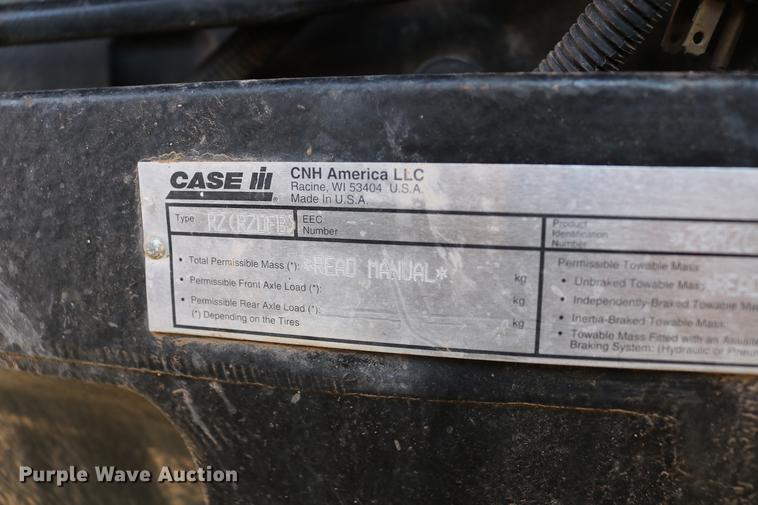 CASE IH
CNH America LLC
Racine, WI 53404 U.S.A.
Made in U.S.A.
Type
EEC
Number
Product
Identification
Number
• Total Permissible Mass (*): *READ MANUAL* kg
• Permissible Front Axle Load (*): kg
• Permissible Rear Axle Load (*): kg
(*) Depending on the Tires
Permissible Towable Mass
• Unbraked Towable Mass
• Independently-Braked Towable
• Inertia-Braked Towable Mass
• Towable Mass Fitted with an
Braking System: (Hydraulic or
Purple Wave Auction